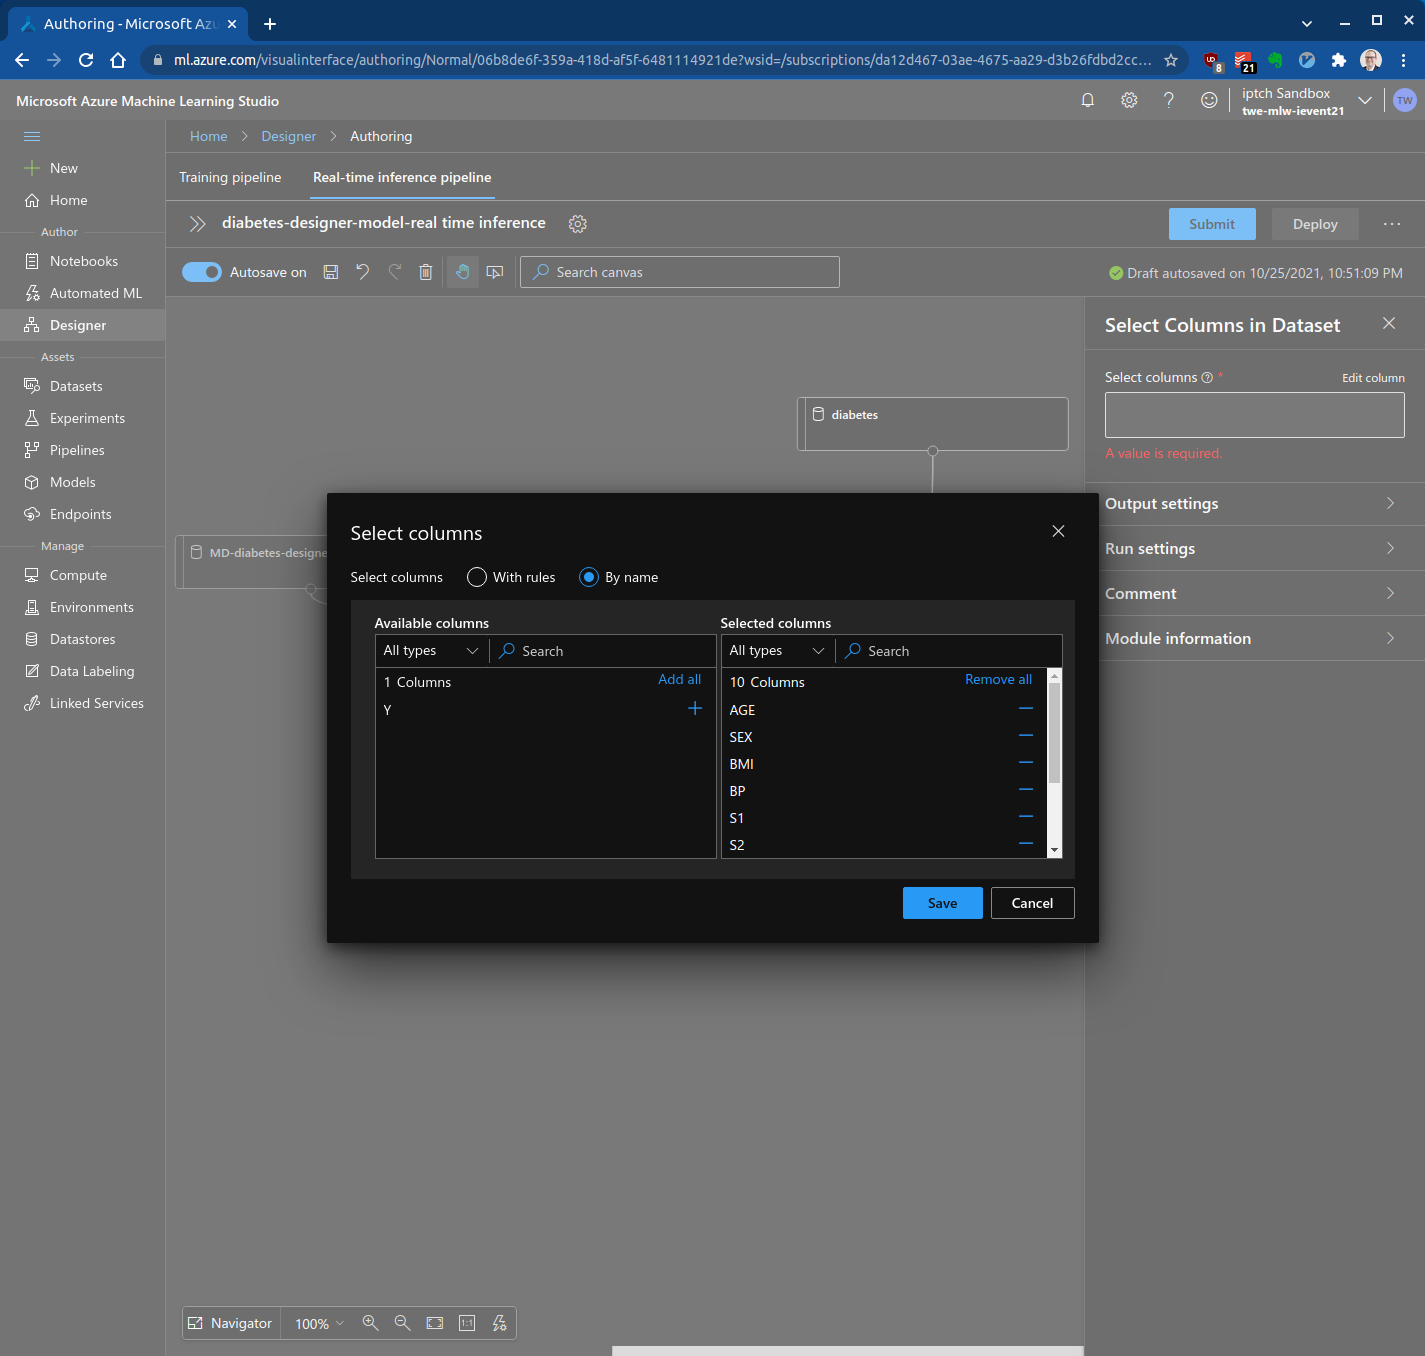 Authoring - Microsoft Azu
ml.azure.com/visualinterface/authoring/Normal/06b8de6f-359a-418d-af5f-6481114921de?wsid=/subscriptions/da12d467-03ae-4675-aa29-d3b26fdbd2cc...
8
21
Microsoft Azure Machine Learning Studio
iptch Sandbox
twe-mlw-ievent21
TW
Home
Designer
Authoring
New
Home
Author
Notebooks
Automated ML
Designer
Assets
Datasets
Experiments
Pipelines
Models
Endpoints
Manage
Compute
Environments
Datastores
Data Labeling
Linked Services
Training pipeline
Real-time inference pipeline
diabetes-designer-model-real time inference
Submit
Deploy
Autosave on
Search canvas
Draft autosaved on 10/25/2021, 10:51:09 PM
diabetes
MD-diabetes-designe
Select Columns in Dataset
Select columns *
Edit column
A value is required.
Output settings
Run settings
Comment
Module information
Select columns
Select columns
With rules
By name
Available columns
All types
Search
1 Columns
Add all
Y
Selected columns
All types
Search
10 Columns
Remove all
AGE
SEX
BMI
BP
S1
S2
Save
Cancel
Navigator
100%
1:1